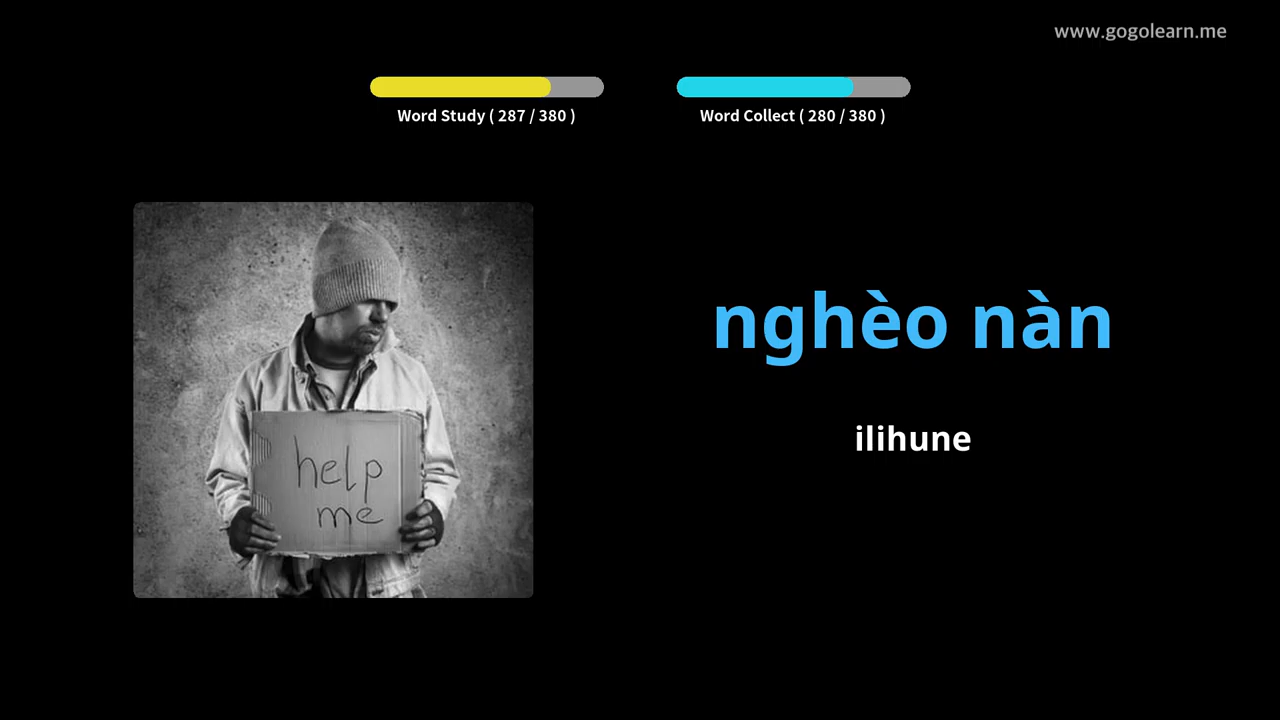 www.gogolearn.me
Word Study ( 287 / 380 )
Word Collect ( 280 / 380 )
help
me
nghèo nàn
ilihune